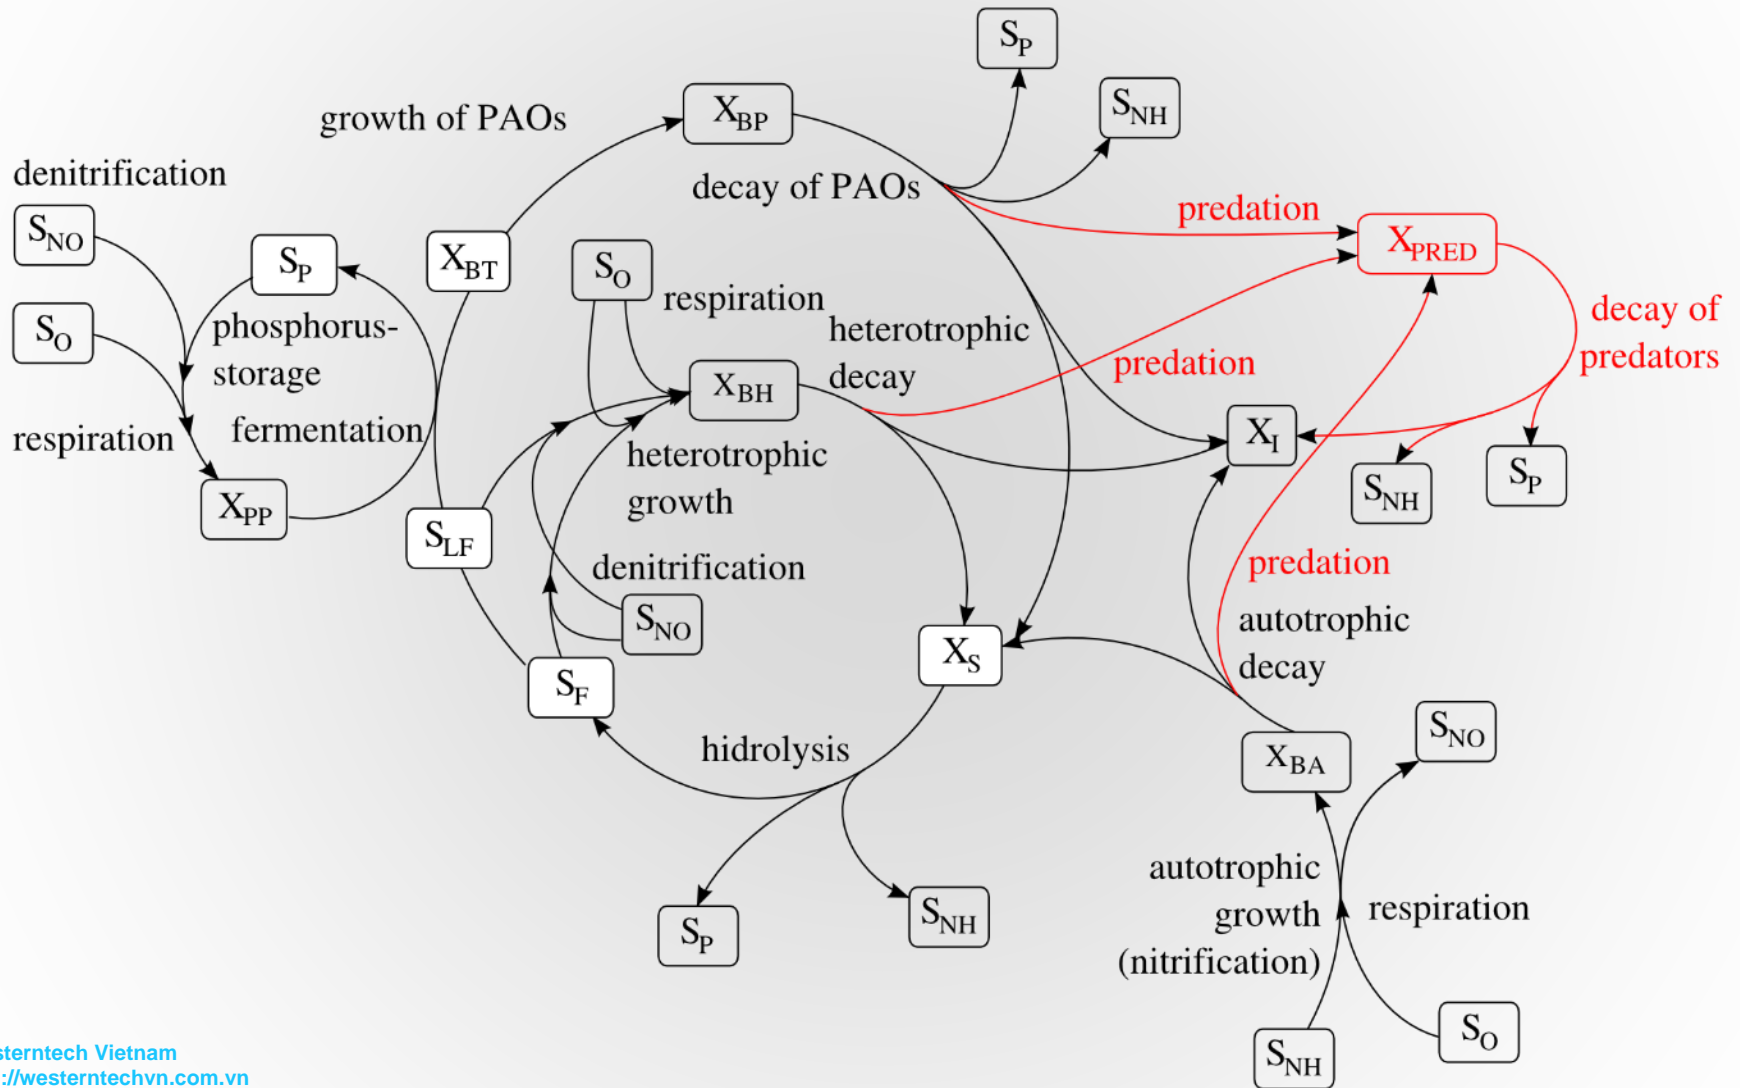 S_P
X_BP
S_NH
growth of PAOs
denitrification
decay of PAOs
predation
S_NO
X_PRED
S_P
X_BT
S_O
respiration
decay of
predators
S_O
phosphorus-
storage
heterotrophic
decay
predation
X_BH
respiration
fermentation
X_I
heterotrophic
growth
S_P
S_NH
X_PP
S_LF
denitrification
predation
S_NO
autotrophic
decay
X_S
S_F
hidrolysis
S_NO
X_BA
autotrophic
growth
(nitrification)
respiration
S_P
S_NH
S_O
S_NH
sterntech Vietnam
://westerntechvn.com.vn